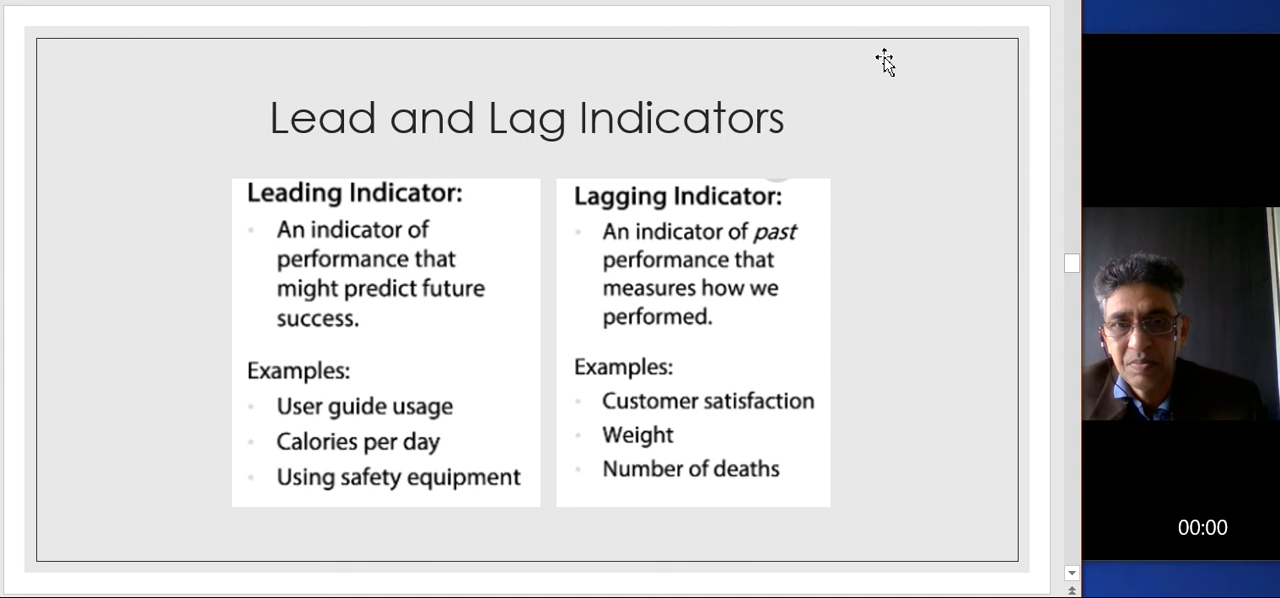 Lead and Lag Indicators
Leading Indicator:
An indicator of
performance that
might predict future
success.
Examples:
User guide usage
Calories per day
Using safety equipment
Lagging Indicator:
An indicator of past
performance that
measures how we
performed.
Examples:
Customer satisfaction
Weight
Number of deaths
00:00